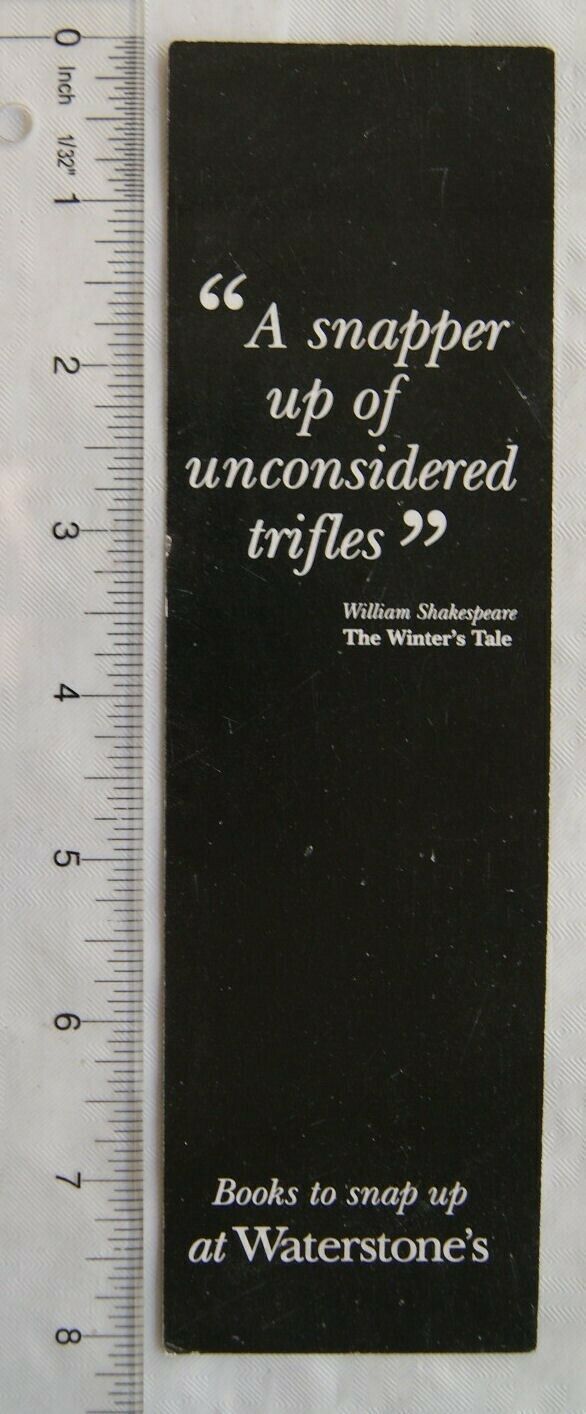 0
Inch 1/32"
1
2
3
4
5
6
7
8
“A snapper
up of
unconsidered
trifles”
William Shakespeare
The Winter's Tale
Books to snap up
at Waterstone's